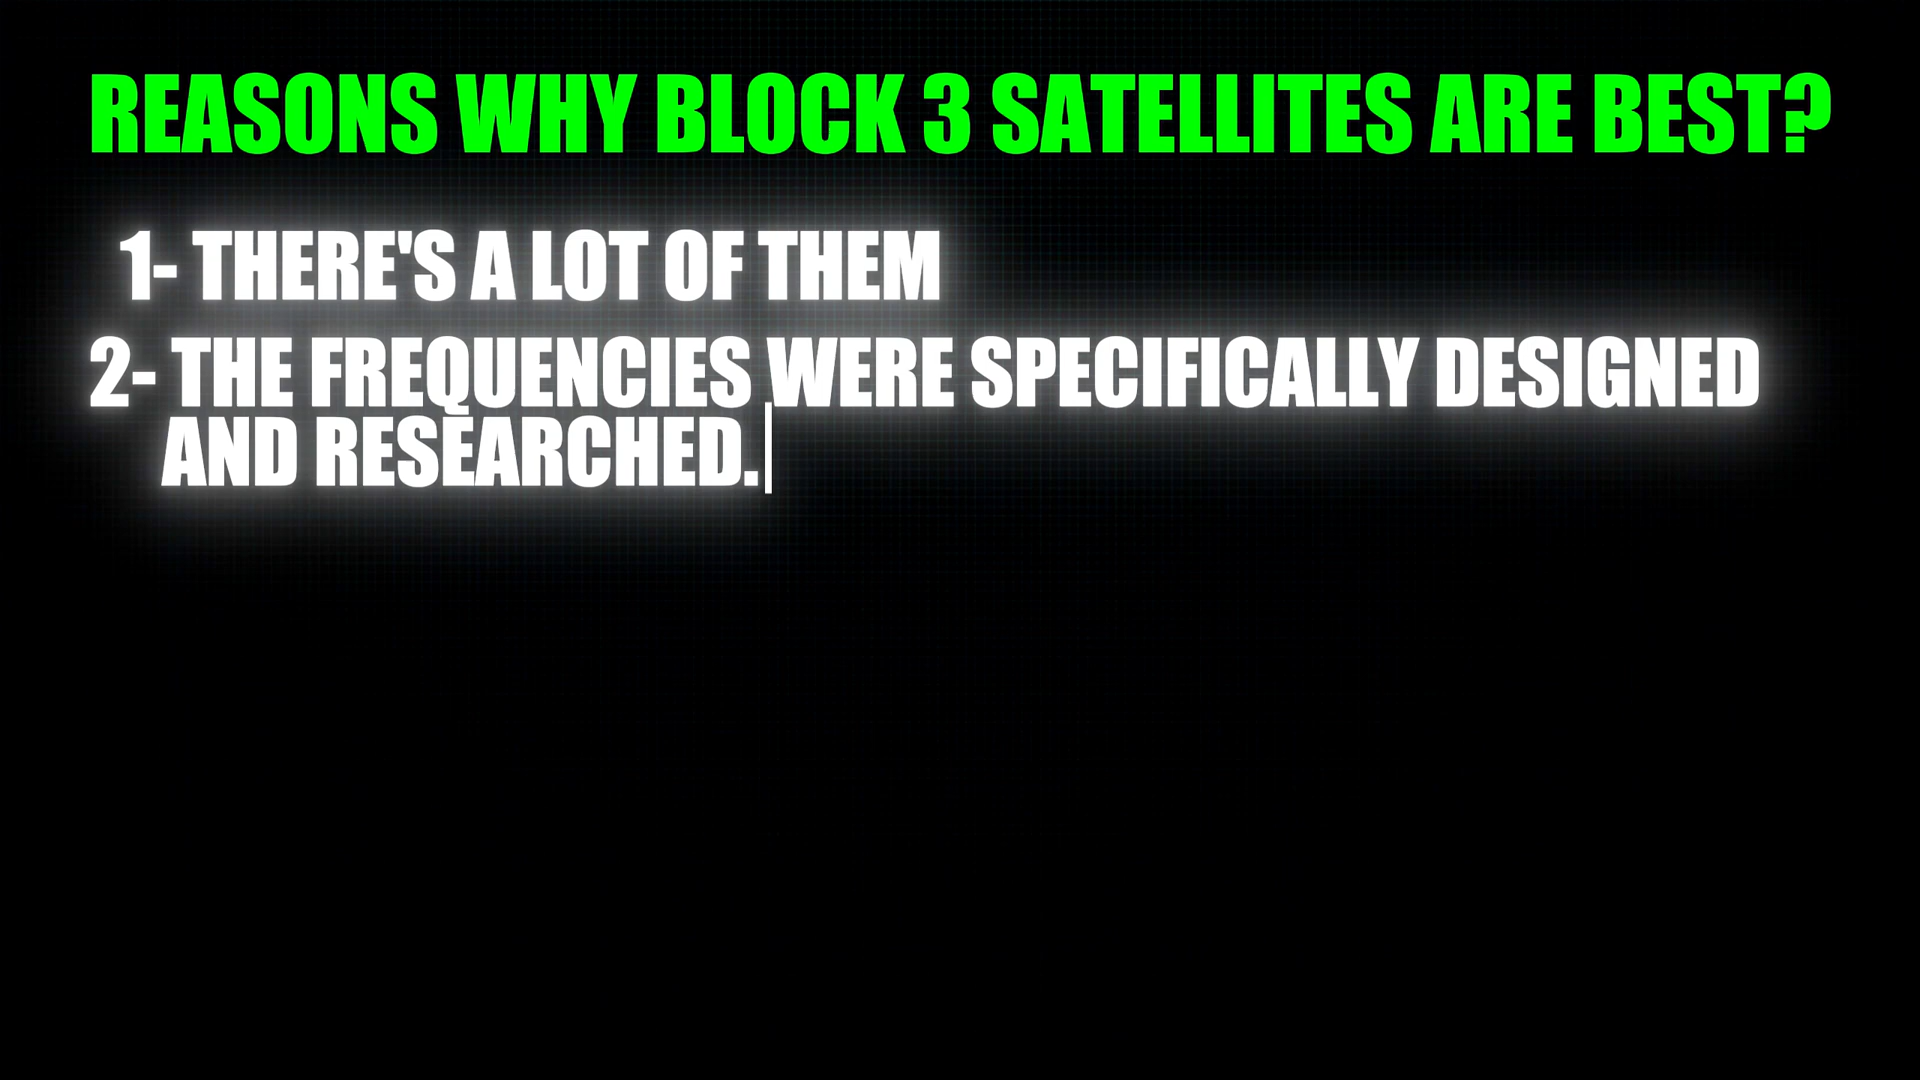 REASONS WHY BLOCK 3 SATELLITES ARE BEST?
1- THERE'S A LOT OF THEM
2- THE FREQUENCIES WERE SPECIFICALLY DESIGNED
AND RESEARCHED.